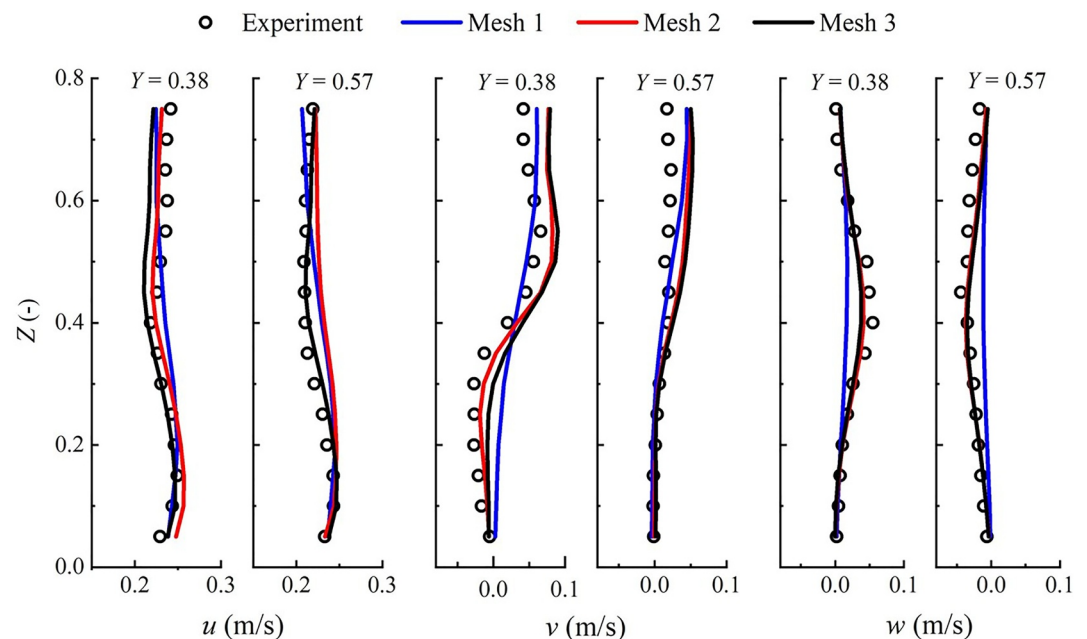 Experiment Mesh 1 Mesh 2 Mesh 3
Y = 0.38 Y = 0.57 Y = 0.38 Y = 0.57 Y = 0.38 Y = 0.57
0.8
0.6
0.4
0.2
0.0
Z (-)
0.2 0.3 0.2 0.3 0.0 0.1 0.0 0.1 0.0 0.1 0.0 0.1
u (m/s) v (m/s) w (m/s)